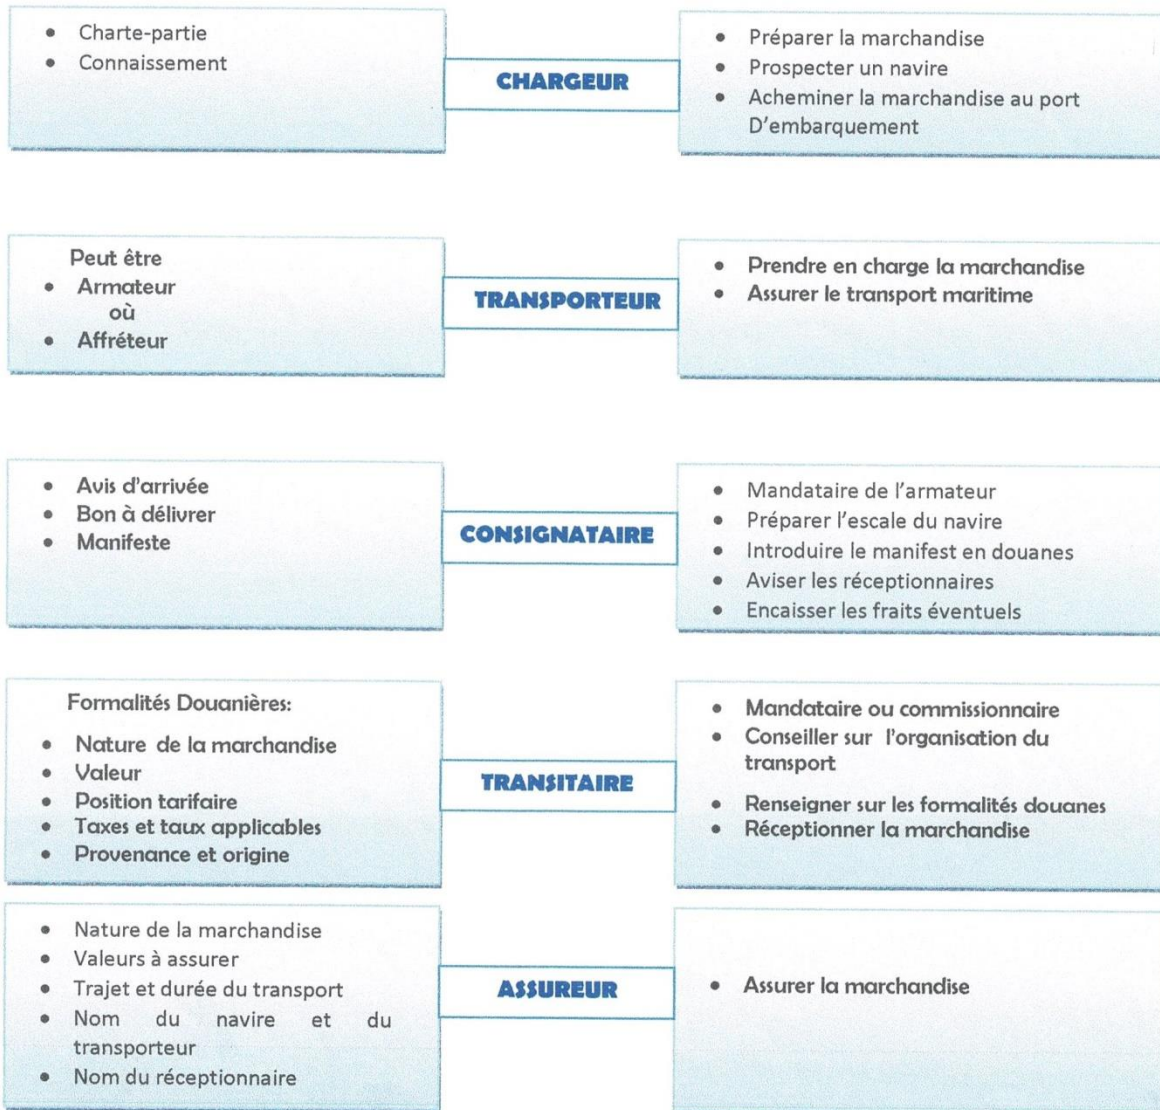 • Charte-partie
• Connaissement
CHARGEUR
• Préparer la marchandise
• Prospecter un navire
• Acheminer la marchandise au port
D'embarquement
Peut être
• Armateur
où
• Affréteur
TRANSPORTEUR
• Prendre en charge la marchandise
• Assurer le transport maritime
• Avis d'arrivée
• Bon à délivrer
• Manifeste
CONSIGNATAIRE
• Mandataire de l'armateur
• Préparer l'escale du navire
• Introduire le manifest en douanes
• Aviser les réceptionnaires
• Encaisser les fraits éventuels
Formalités Douanières:
• Nature de la marchandise
• Valeur
• Position tarifaire
• Taxes et taux applicables
• Provenance et origine
TRANSITAIRE
• Mandataire ou commissionnaire
• Conseiller sur l'organisation du
transport
• Renseigner sur les formalités douanes
• Réceptionner la marchandise
• Nature de la marchandise
• Valeurs à assurer
• Trajet et durée du transport
• Nom du navire et du
transporteur
• Nom du réceptionnaire
ASSUREUR
• Assurer la marchandise